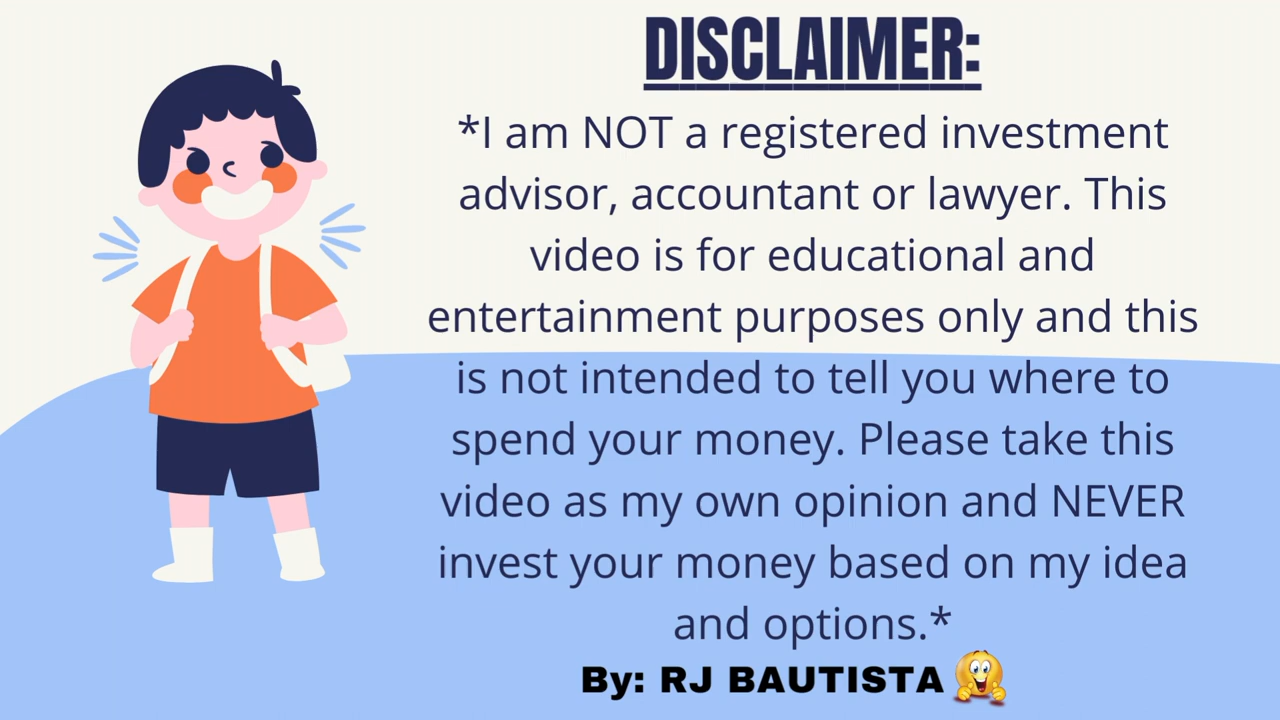 DISCLAIMER:
*I am NOT a registered investment
advisor, accountant or lawyer. This
video is for educational and
entertainment purposes only and this
is not intended to tell you where to
spend your money. Please take this
video as my own opinion and NEVER
invest your money based on my idea
and options.*
By: RJ BAUTISTA